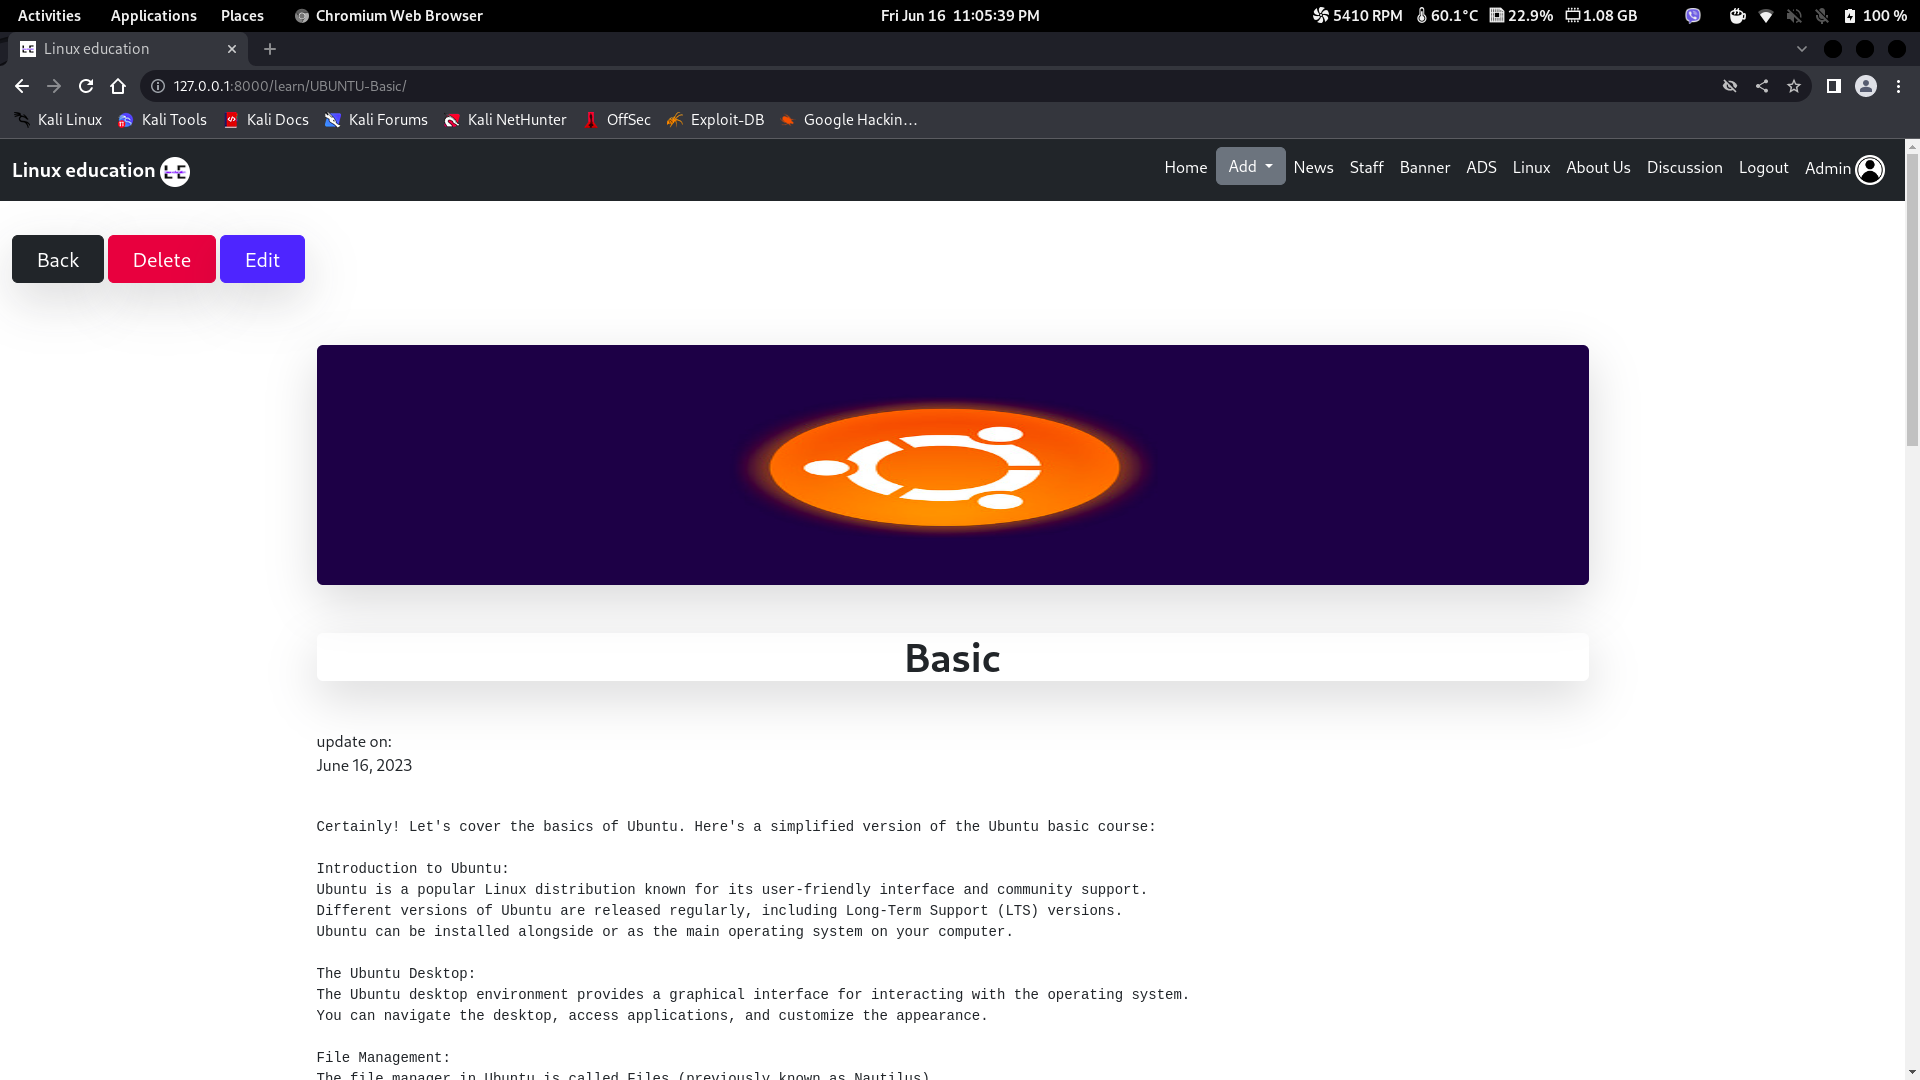 Activities Applications Places Chromium Web Browser Fri Jun 16 11:05:39 PM 5410 RPM 60.1°C 22.9% 1.08 GB 100 %
Linux education
127.0.0.1:8000/learn/UBUNTU-Basic/
Kali Linux Kali Tools Kali Docs Kali Forums Kali NetHunter OffSec Exploit-DB Google Hackin…
Linux education LE Home Add News Staff Banner ADS Linux About Us Discussion Logout Admin
Back Delete Edit
Basic
update on:
June 16, 2023
Certainly! Let's cover the basics of Ubuntu. Here's a simplified version of the Ubuntu basic course:
Introduction to Ubuntu:
Ubuntu is a popular Linux distribution known for its user-friendly interface and community support.
Different versions of Ubuntu are released regularly, including Long-Term Support (LTS) versions.
Ubuntu can be installed alongside or as the main operating system on your computer.
The Ubuntu Desktop:
The Ubuntu desktop environment provides a graphical interface for interacting with the operating system.
You can navigate the desktop, access applications, and customize the appearance.
File Management:
The file manager in Ubuntu is called Files (previously known as Nautilus)